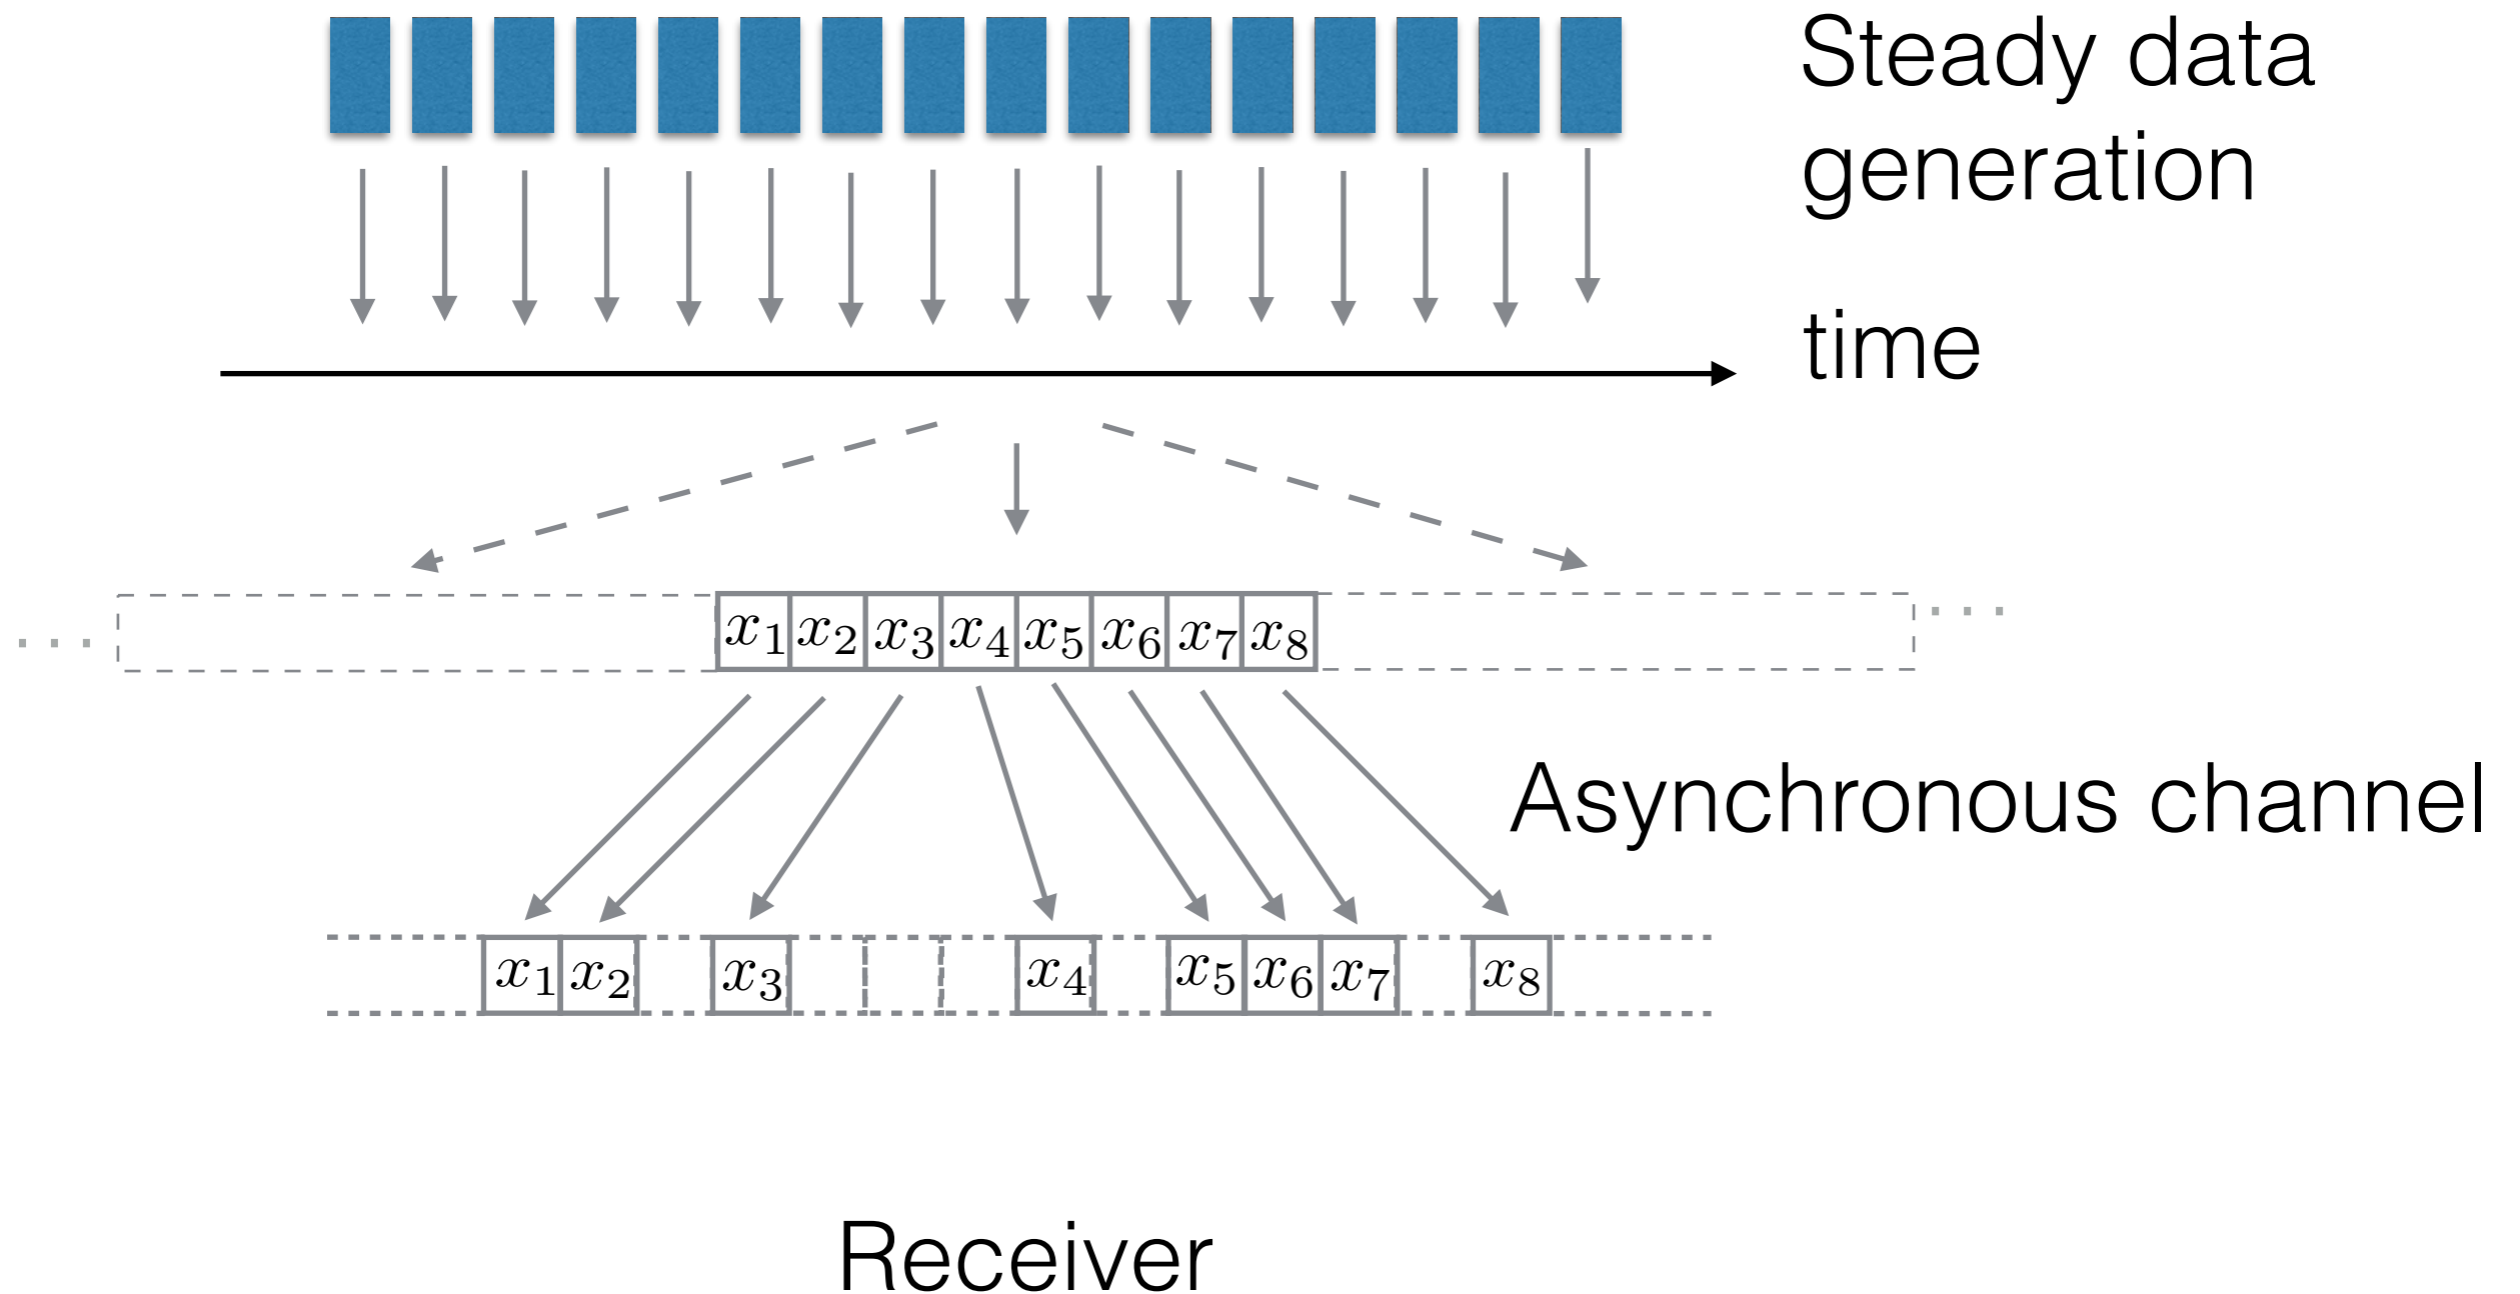 Steady data
generation
time
...
x₁ x₂ x₃ x₄ x₅ x₆ x₇ x₈
...
Asynchronous channel
x₁ x₂ x₃ x₄ x₅ x₆ x₇ x₈
Receiver